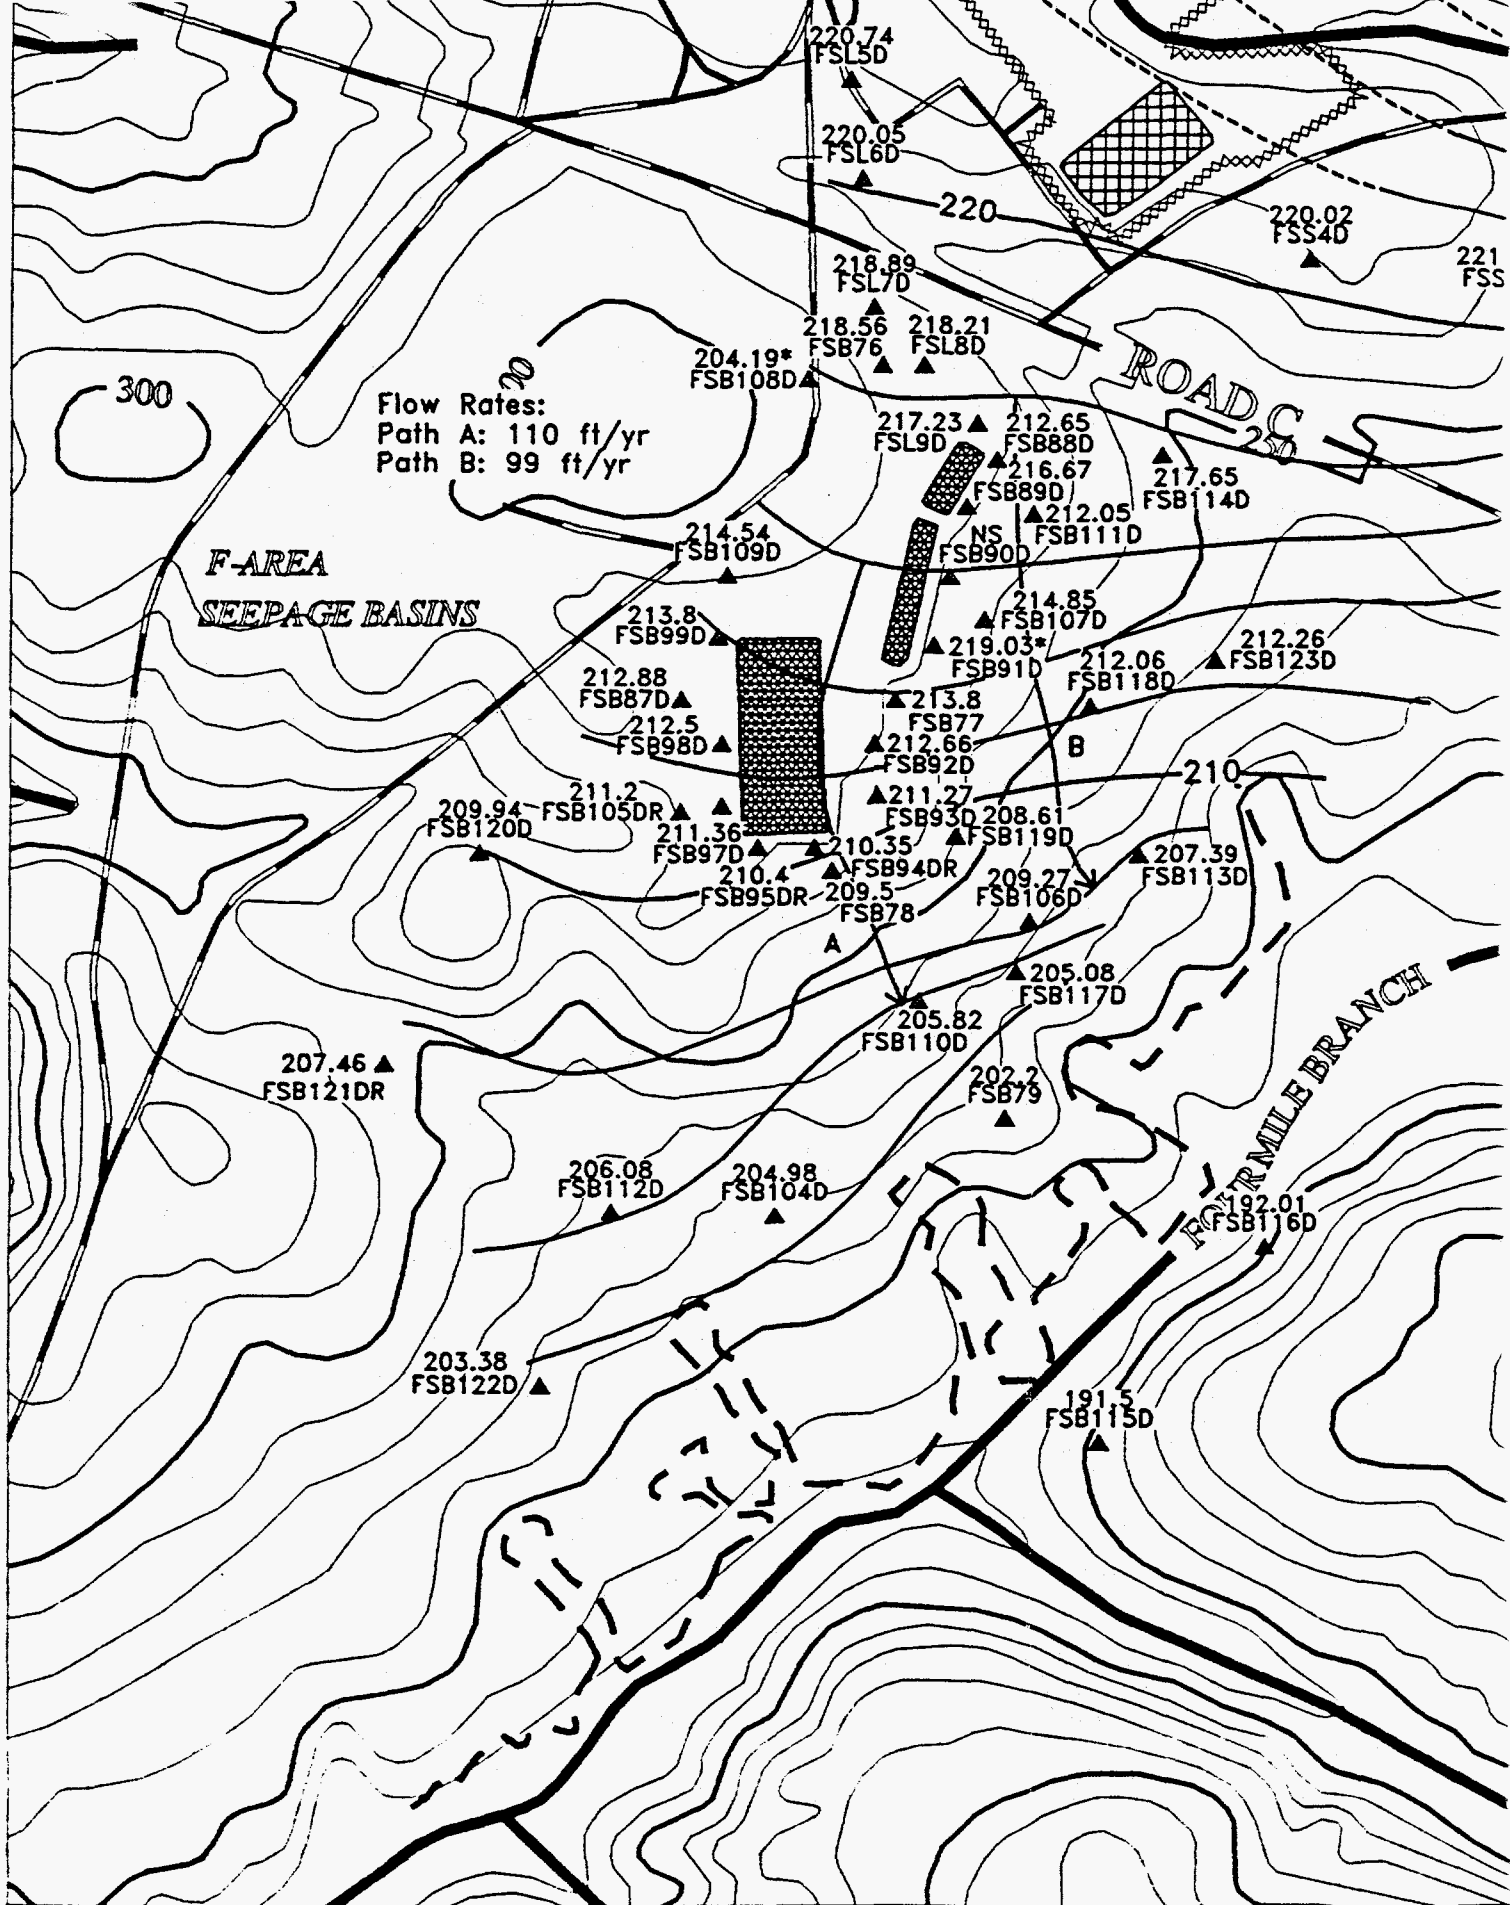 220.74
FSL5D
220.05
FSL6D
220
220.02
FSS4D
221
FSS
218.89
FSL7D
218.56
FSB76
218.21
FSL8D
204.19*
FSB108D
ROAD C
300
Flow Rates:
Path A: 110 ft/yr
Path B: 99 ft/yr
217.23
FSL9D
212.65
FSB88D
216.67
FSB89D
217.65
FSB114D
212.05
FSB111D
NS
FSB90D
214.54
FSB109D
F-AREA
SEEPAGE BASINS
213.8
FSB99D
214.85
FSB107D
219.03*
FSB91D
212.06
FSB118D
212.26
FSB123D
212.88
FSB87D
213.8
FSB77
212.5
FSB98D
212.66
FSB92D
B
210
211.2
FSB105DR
211.27
FSB93D
209.94
FSB120D
208.61
FSB119D
211.36
FSB97D
210.35
FSB94DR
207.39
FSB113D
210.4
FSB95DR
209.5
FSB78
209.27
FSB106D
A
205.08
FSB117D
205.82
FSB110D
FOURMILE BRANCH
207.46
FSB121DR
202.2
FSB79
206.08
FSB112D
204.98
FSB104D
192.01
FSB116D
203.38
FSB122D
191.5
FSB115D